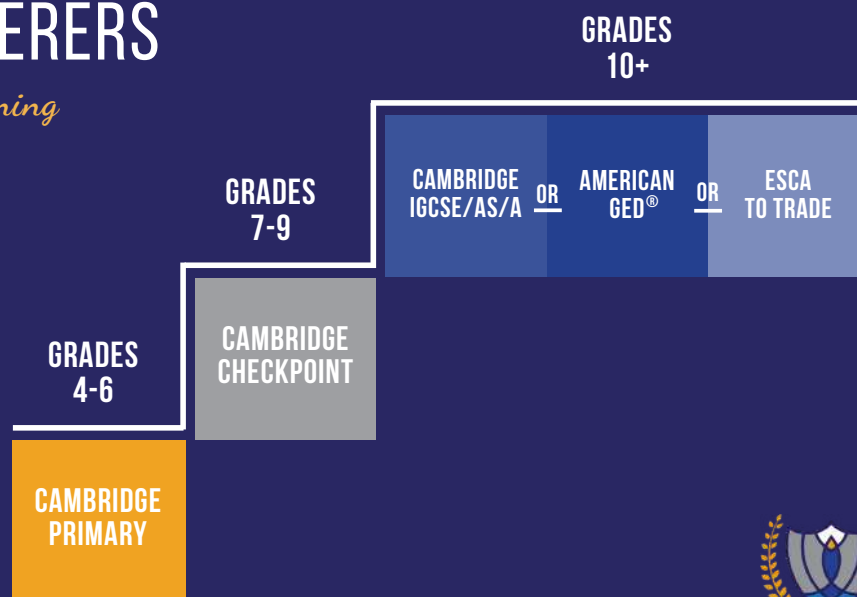 ERERS
ning
GRADES
10+
CAMBRIDGE
IGCSE/AS/A
OR
AMERICAN
GED®
OR
ESCA
TO TRADE
GRADES
7-9
CAMBRIDGE
CHECKPOINT
GRADES
4-6
CAMBRIDGE
PRIMARY